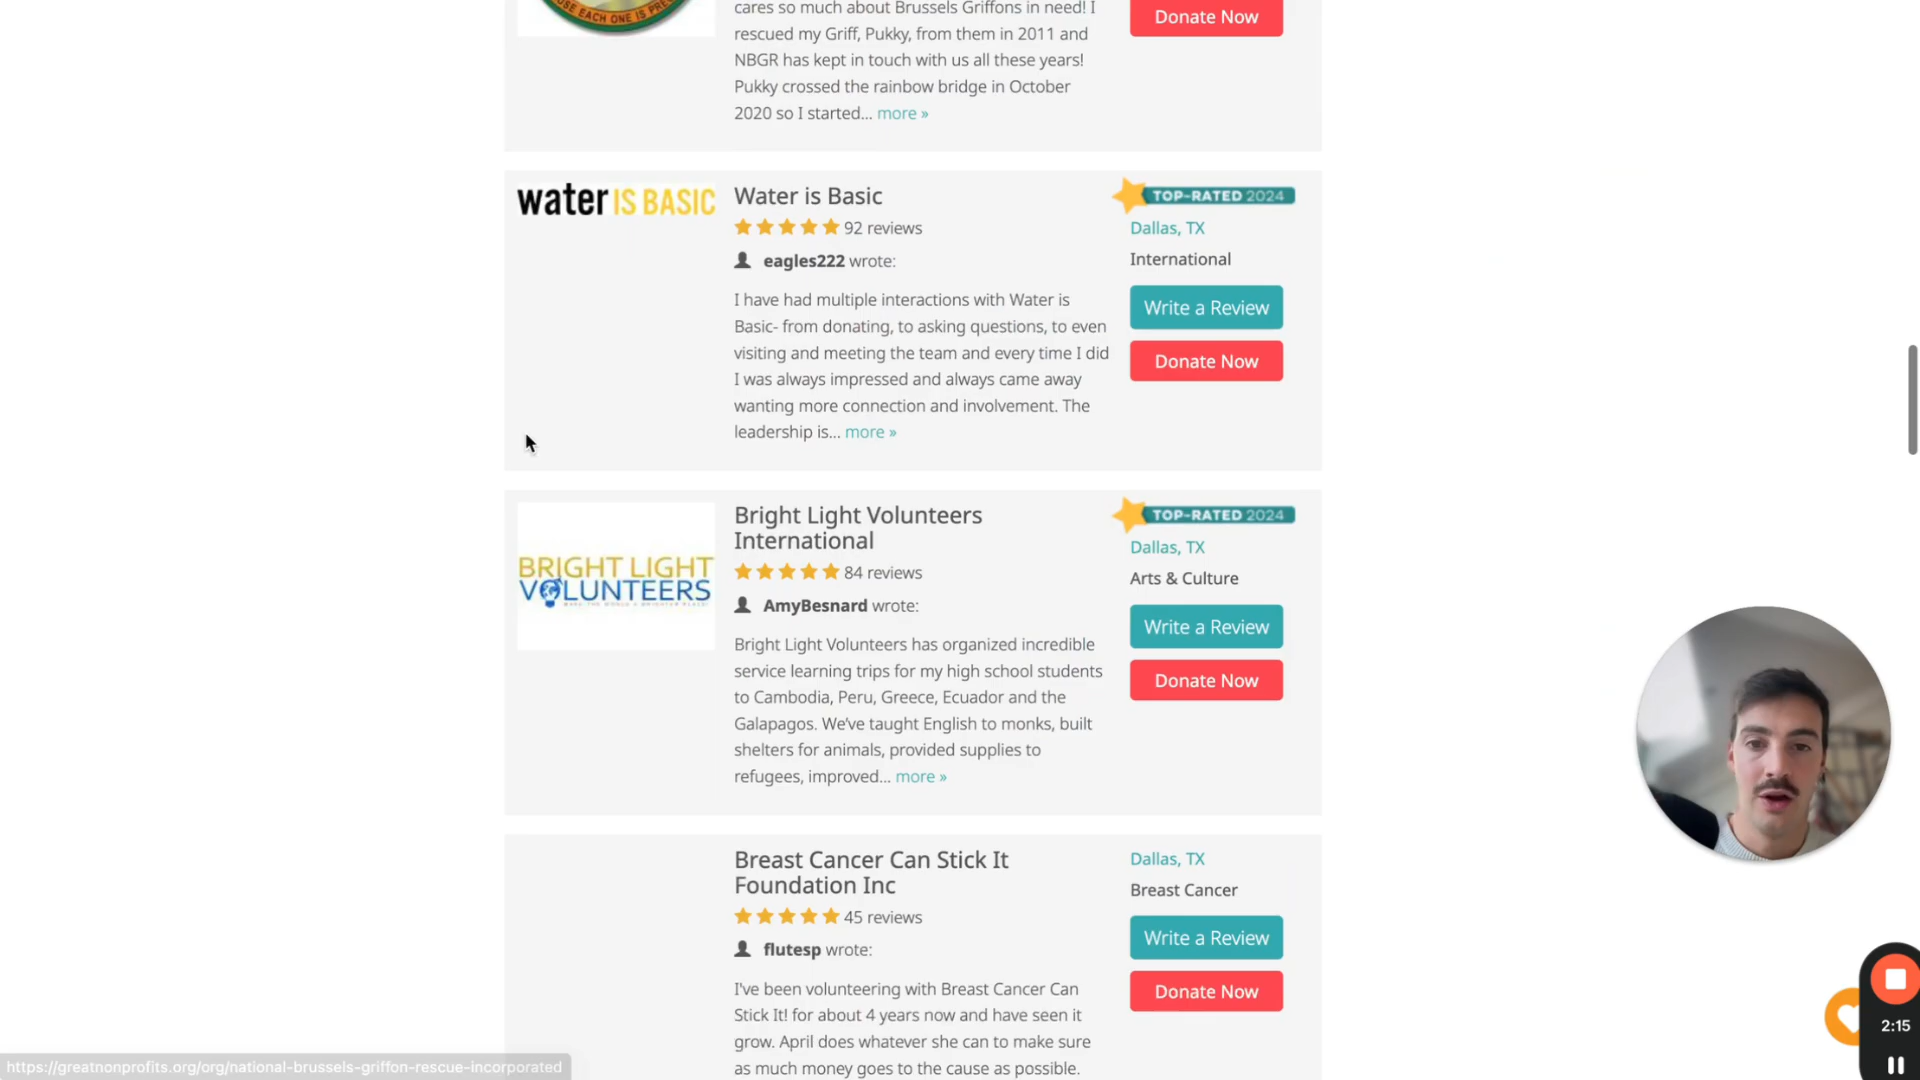 USE EACH ONE IS PRE
cares so much about Brussels Griffons in need! I
rescued my Griff, Pukky, from them in 2011 and
NBGR has kept in touch with us all these years!
Pukky crossed the rainbow bridge in October
2020 so I started... more »
Donate Now
water IS BASIC
Water is Basic
92 reviews
eagles222 wrote:
I have had multiple interactions with Water is
Basic- from donating, to asking questions, to even
visiting and meeting the team and every time I did
I was always impressed and always came away
wanting more connection and involvement. The
leadership is... more »
TOP-RATED 2024
Dallas, TX
International
Write a Review
Donate Now
BRIGHT LIGHT
VOLUNTEERS
Bright Light Volunteers
International
84 reviews
AmyBesnard wrote:
Bright Light Volunteers has organized incredible
service learning trips for my high school students
to Cambodia, Peru, Greece, Ecuador and the
Galapagos. We've taught English to monks, built
shelters for animals, provided supplies to
refugees, improved... more »
TOP-RATED 2024
Dallas, TX
Arts & Culture
Write a Review
Donate Now
Breast Cancer Can Stick It
Foundation Inc
45 reviews
flutesp wrote:
I've been volunteering with Breast Cancer Can
Stick It! for about 4 years now and have seen it
grow. April does whatever she can to make sure
as much money goes to the cause as possible.
Dallas, TX
Breast Cancer
Write a Review
Donate Now
2:15
https://greatnonprofits.org/org/national-brussels-griffon-rescue-incorporated